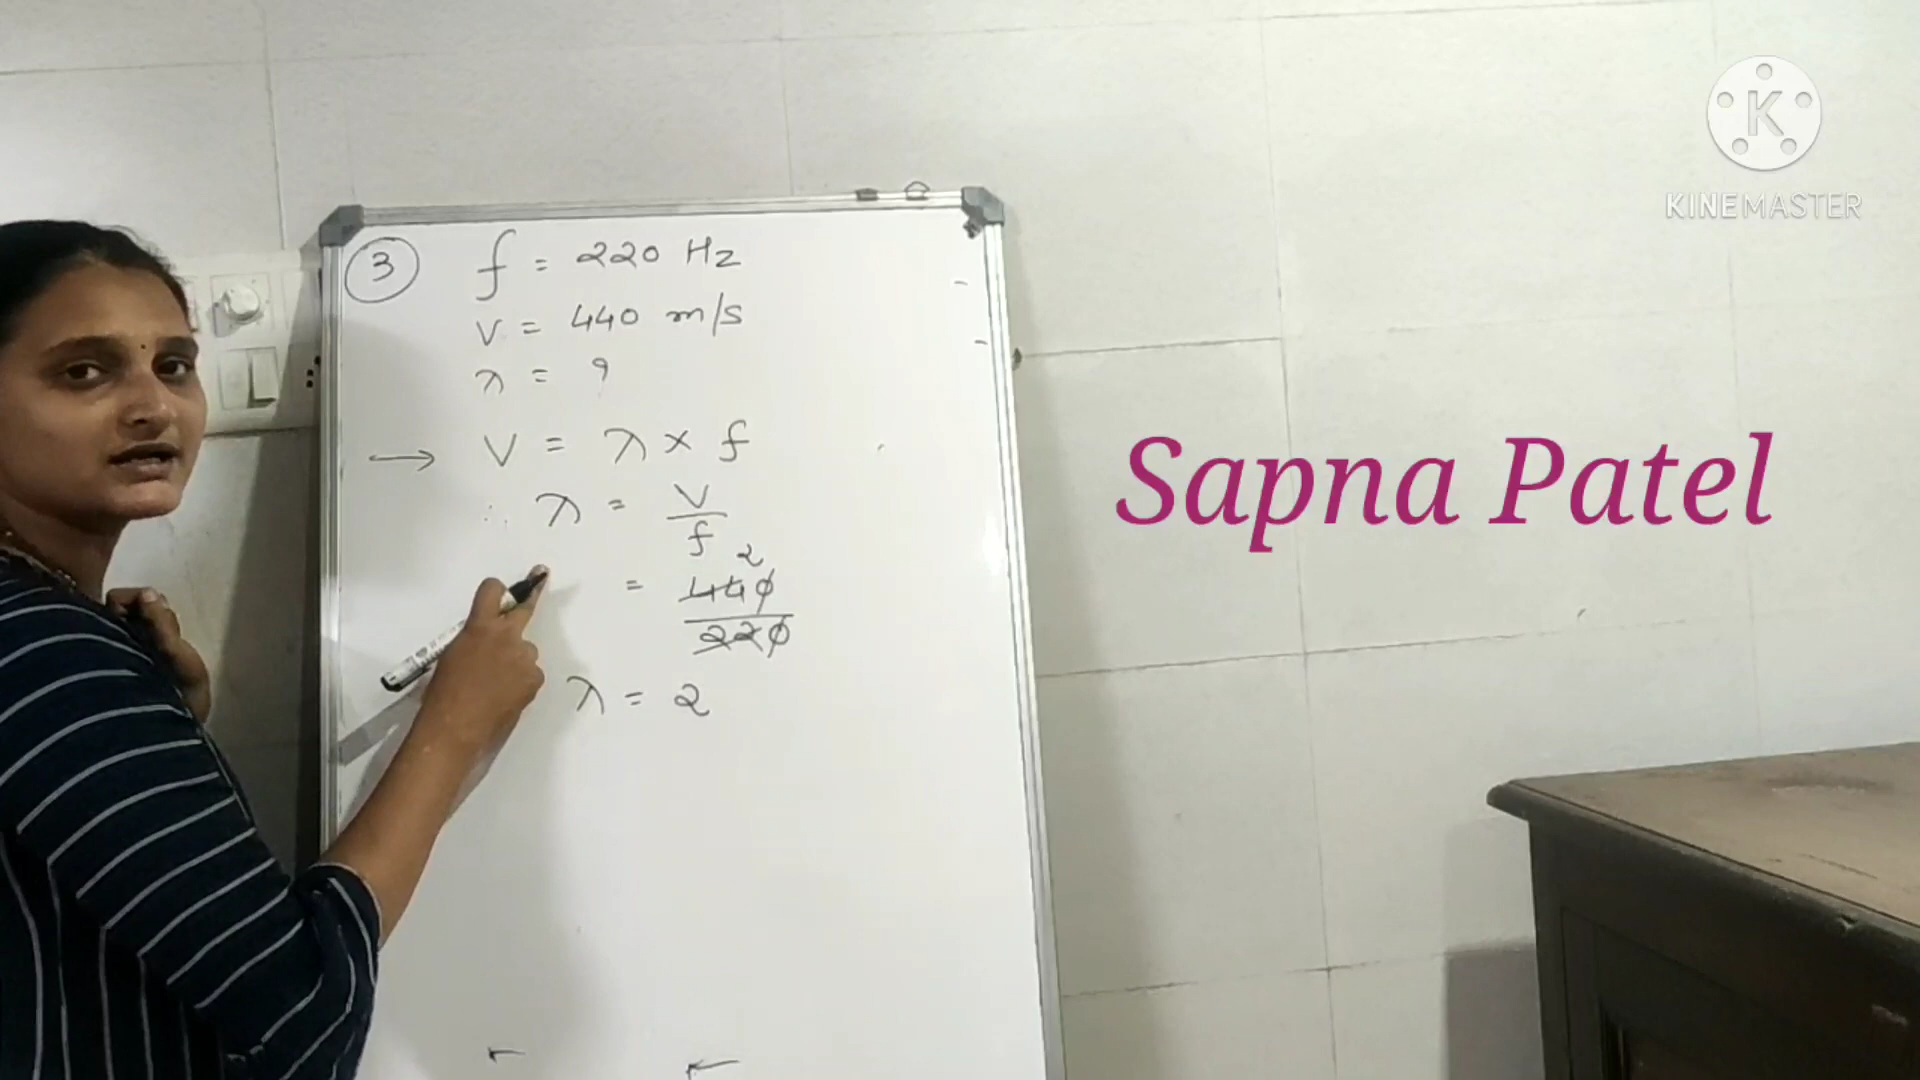 ③ f = 220 Hz
v = 440 m/s
λ = ?
→ V = λ × f
∴ λ = V/f
= 440/220 2
λ = 2
Sapna Patel
K
KINEMASTER